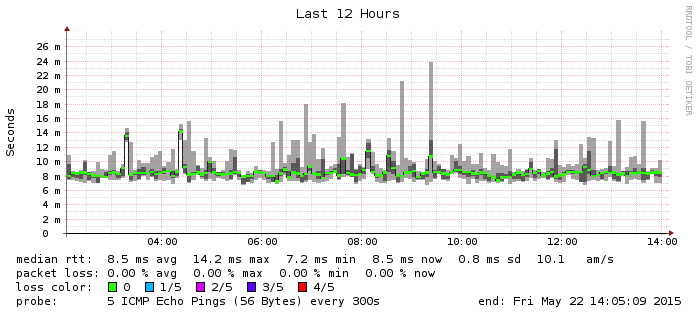 Last 12 Hours
RRDTOOL / TOBI OETIKER
Seconds
26 m
24 m
22 m
20 m
18 m
16 m
14 m
12 m
10 m
8 m
6 m
4 m
2 m
0
04:00 06:00 08:00 10:00 12:00 14:00
median rtt: 8.5 ms avg 14.2 ms max 7.2 ms min 8.5 ms now 0.8 ms sd 10.1 am/s
packet loss: 0.00 % avg 0.00 % max 0.00 % min 0.00 % now
loss color: 0 1/5 2/5 3/5 4/5
probe: 5 ICMP Echo Pings (56 Bytes) every 300s end: Fri May 22 14:05:09 2015